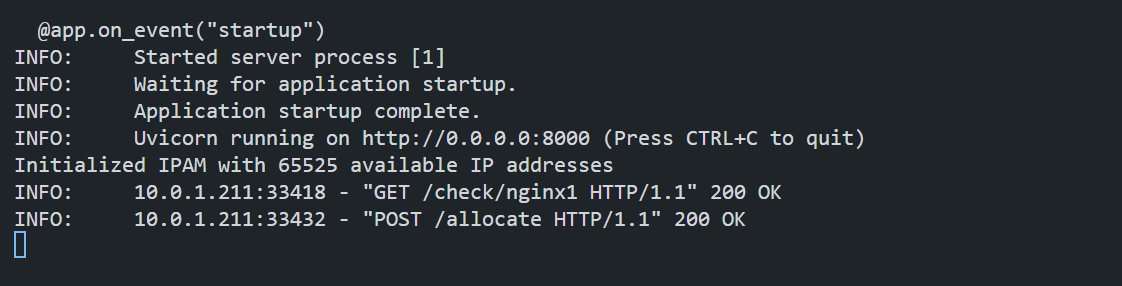 @app.on_event("startup")
INFO:     Started server process [1]
INFO:     Waiting for application startup.
INFO:     Application startup complete.
INFO:     Uvicorn running on http://0.0.0.0:8000 (Press CTRL+C to quit)
Initialized IPAM with 65525 available IP addresses
INFO:     10.0.1.211:33418 - "GET /check/nginx1 HTTP/1.1" 200 OK
INFO:     10.0.1.211:33432 - "POST /allocate HTTP/1.1" 200 OK